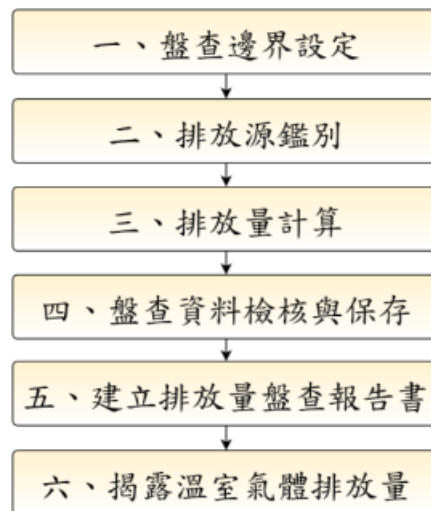 一、盤查邊界設定
二、排放源鑑別
三、排放量計算
四、盤查資料檢核與保存
五、建立排放量盤查報告書
六、揭露溫室氣體排放量